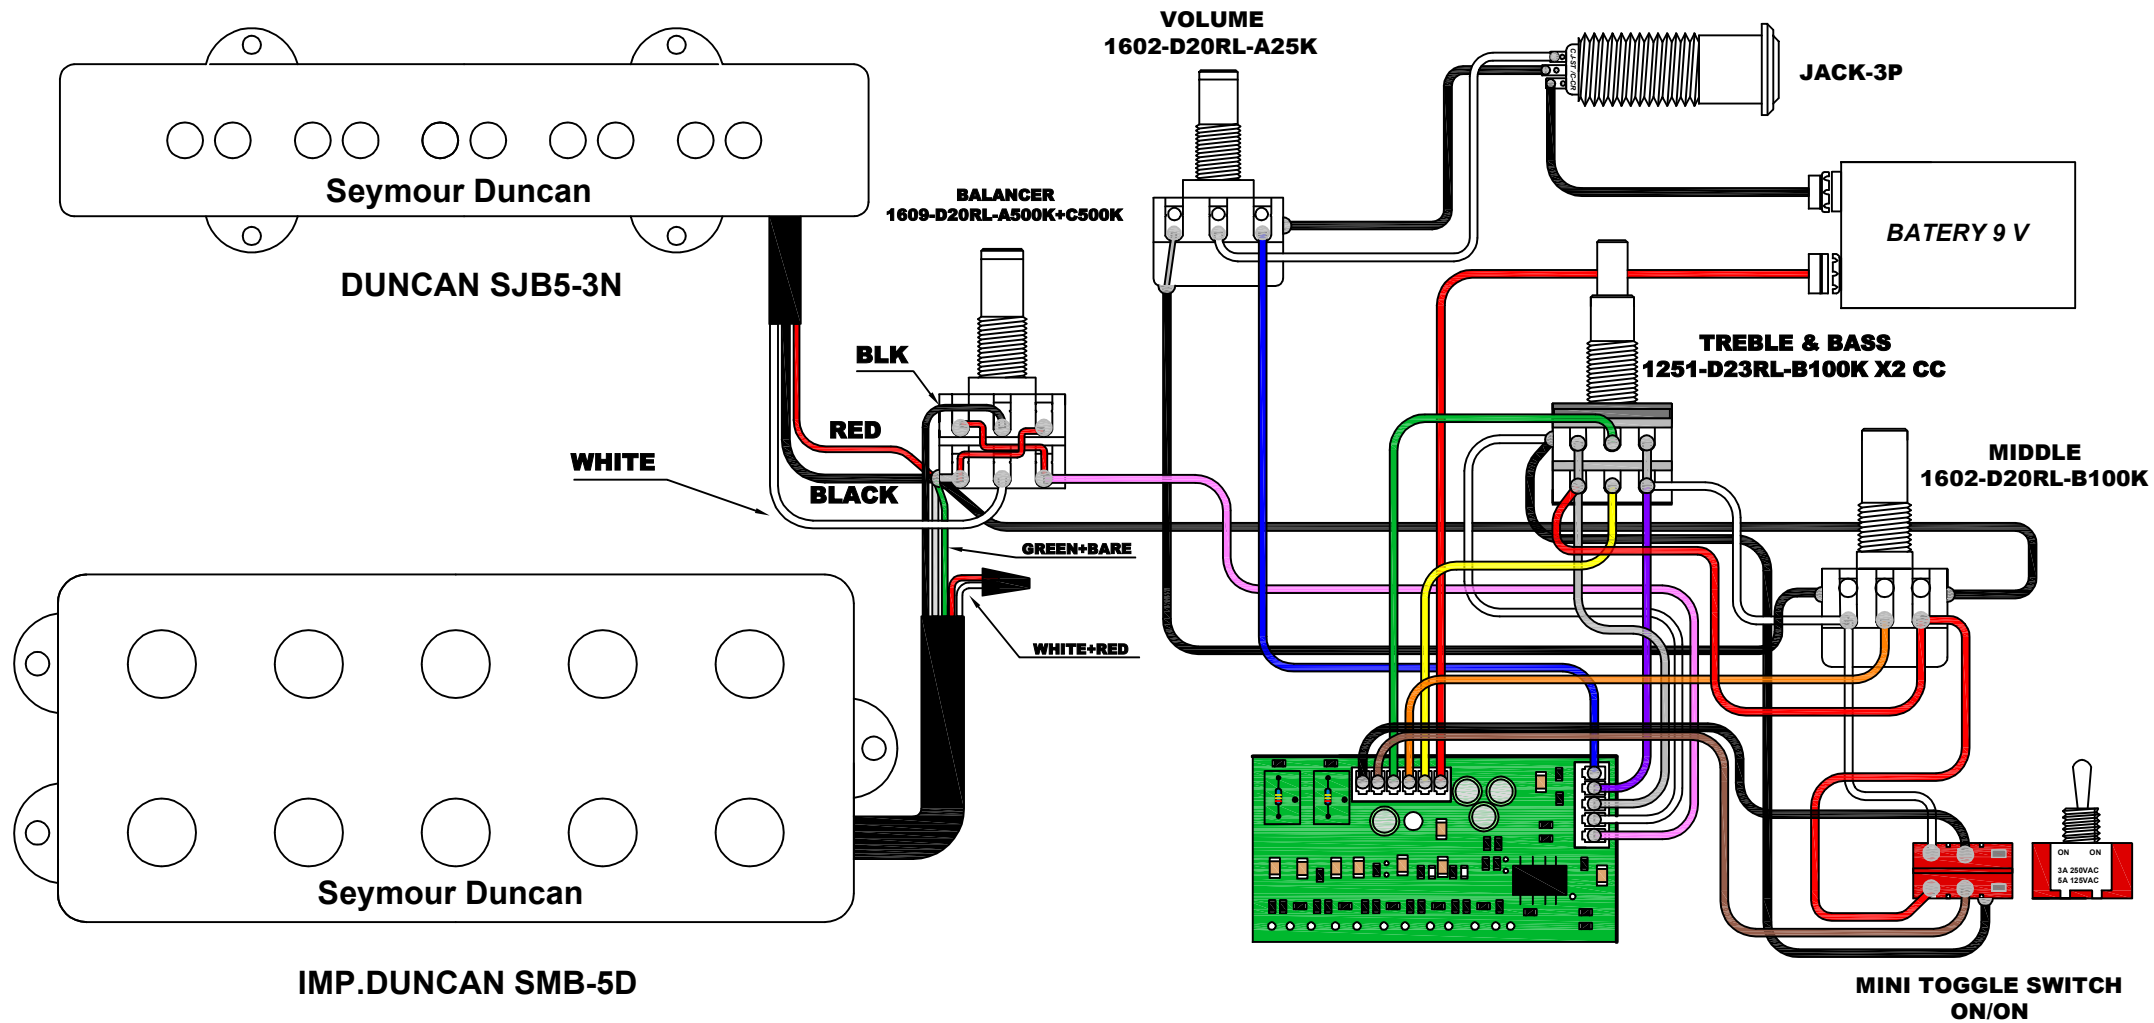 VOLUME
1602-D20RL-A25K
C-J-ST /C-CR
JACK-3P
Seymour Duncan
BALANCER
1609-D20RL-A500K+C500K
BATERY 9 V
DUNCAN SJB5-3N
TREBLE & BASS
1251-D23RL-B100K X2 CC
BLK
RED
WHITE
BLACK
MIDDLE
1602-D20RL-B100K
GREEN+BARE
WHITE+RED
ON ON
3A 250VAC
5A 125VAC
Seymour Duncan
IMP.DUNCAN SMB-5D
MINI TOGGLE SWITCH
ON/ON